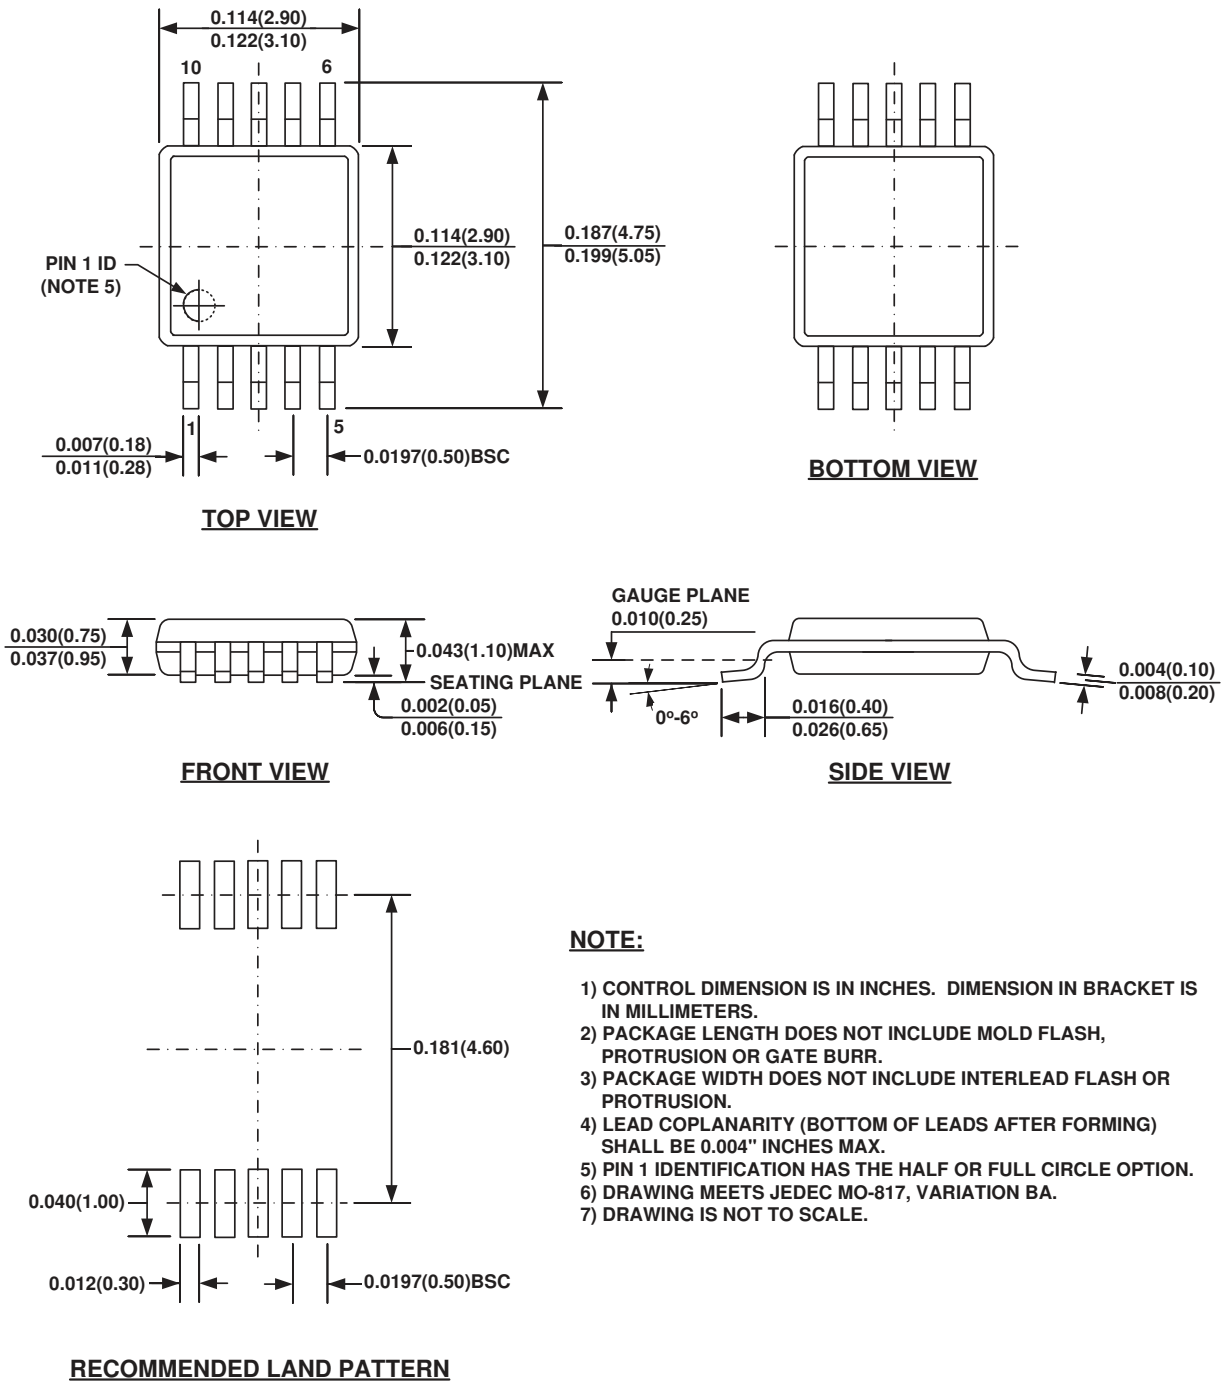 0.114(2.90)
0.122(3.10)
10
6
0.114(2.90)
0.122(3.10)
0.187(4.75)
0.199(5.05)
PIN 1 ID
(NOTE 5)
1
5
0.007(0.18)
0.011(0.28)
0.0197(0.50)BSC
TOP VIEW
BOTTOM VIEW
0.030(0.75)
0.037(0.95)
0.043(1.10)MAX
SEATING PLANE
0.002(0.05)
0.006(0.15)
FRONT VIEW
GAUGE PLANE
0.010(0.25)
0º-6º
0.016(0.40)
0.026(0.65)
0.004(0.10)
0.008(0.20)
SIDE VIEW
0.181(4.60)
0.040(1.00)
0.012(0.30)
0.0197(0.50)BSC
RECOMMENDED LAND PATTERN
NOTE:
1) CONTROL DIMENSION IS IN INCHES. DIMENSION IN BRACKET IS
IN MILLIMETERS.
2) PACKAGE LENGTH DOES NOT INCLUDE MOLD FLASH,
PROTRUSION OR GATE BURR.
3) PACKAGE WIDTH DOES NOT INCLUDE INTERLEAD FLASH OR
PROTRUSION.
4) LEAD COPLANARITY (BOTTOM OF LEADS AFTER FORMING)
SHALL BE 0.004" INCHES MAX.
5) PIN 1 IDENTIFICATION HAS THE HALF OR FULL CIRCLE OPTION.
6) DRAWING MEETS JEDEC MO-817, VARIATION BA.
7) DRAWING IS NOT TO SCALE.